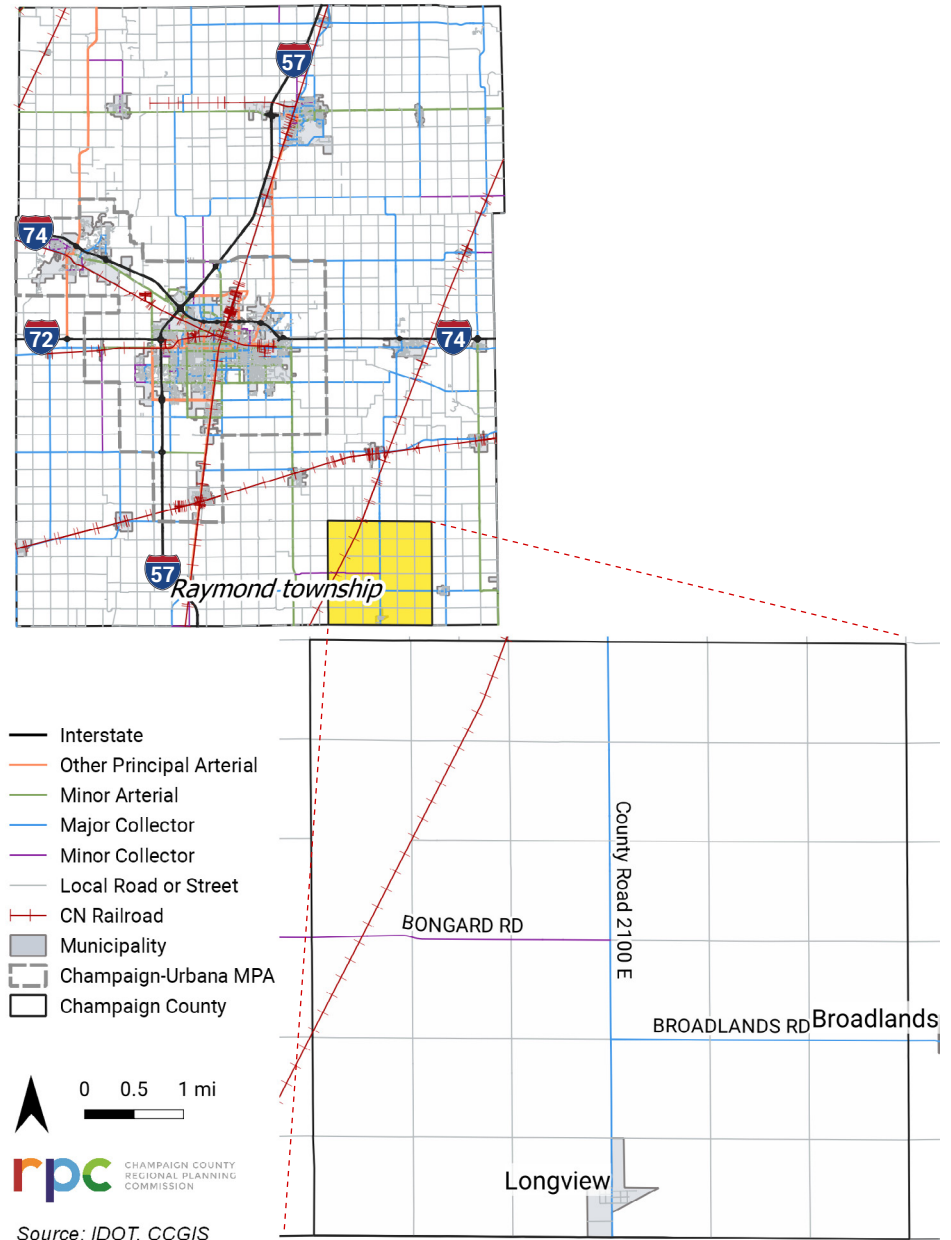 57
74
72
74
57
Raymond township
Interstate
Other Principal Arterial
Minor Arterial
Major Collector
Minor Collector
Local Road or Street
CN Railroad
Municipality
Champaign-Urbana MPA
Champaign County
0 0.5 1 mi
rpc
CHAMPAIGN COUNTY
REGIONAL PLANNING
COMMISSION
Source: IDOT, CCGIS
County Road 2100 E
BONGARD RD
BROADLANDS RD
Broadlands
Longview